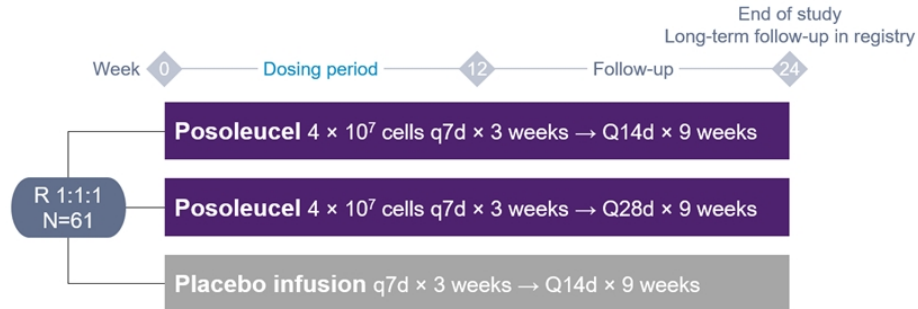 End of study
Long-term follow-up in registry
Week 0 Dosing period 12 Follow-up 24
Posoleucel 4 × 10⁷ cells q7d × 3 weeks → Q14d × 9 weeks
R 1:1:1
N=61
Posoleucel 4 × 10⁷ cells q7d × 3 weeks → Q28d × 9 weeks
Placebo infusion q7d × 3 weeks → Q14d × 9 weeks